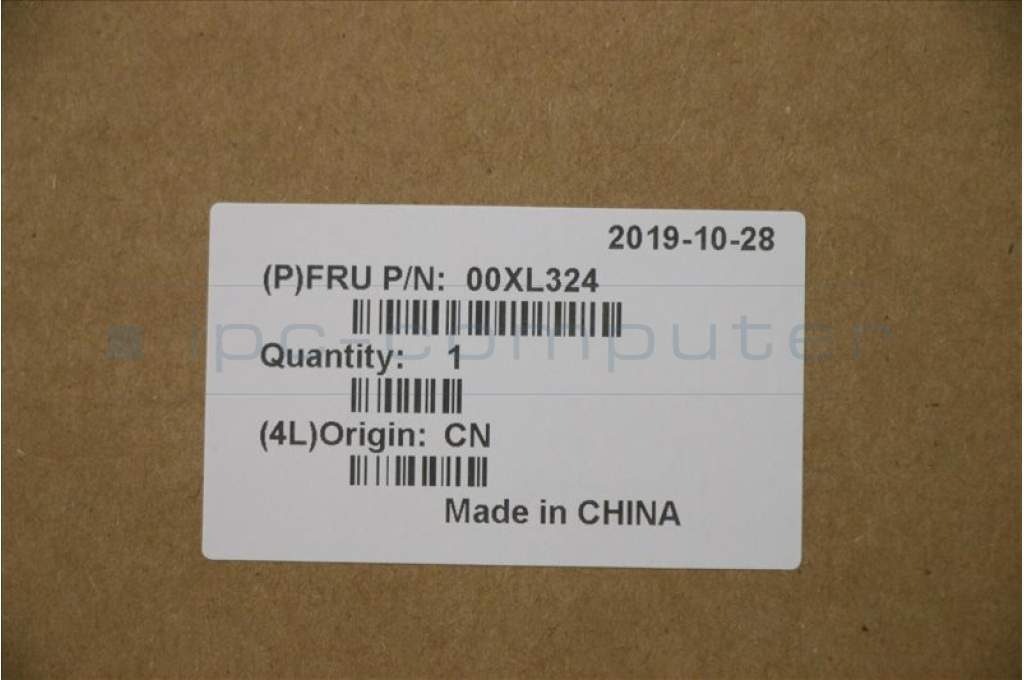 2019-10-28
(P)FRU P/N: 00XL324
ipc-computer
Quantity: 1
(4L)Origin: CN
Made in CHINA